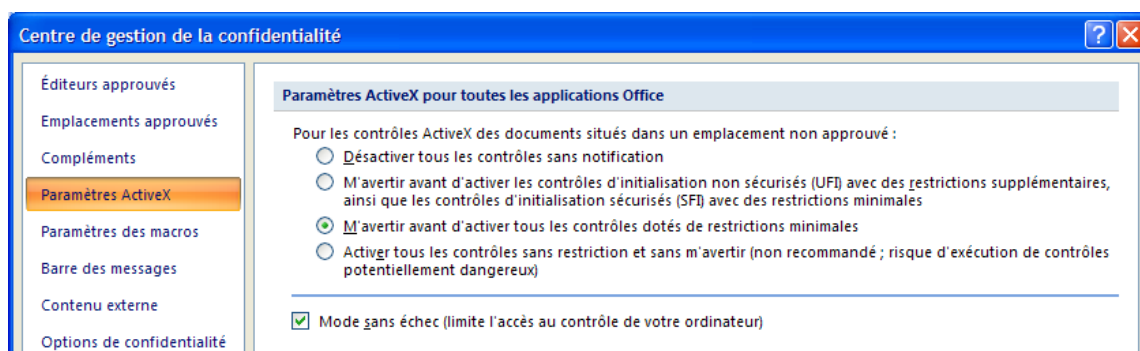 Centre de gestion de la confidentialité
Éditeurs approuvés
Emplacements approuvés
Compléments
Paramètres ActiveX
Paramètres des macros
Barre des messages
Contenu externe
Options de confidentialité
Paramètres ActiveX pour toutes les applications Office
Pour les contrôles ActiveX des documents situés dans un emplacement non approuvé :
Désactiver tous les contrôles sans notification
M'avertir avant d'activer les contrôles d'initialisation non sécurisés (UFI) avec des restrictions supplémentaires,
ainsi que les contrôles d'initialisation sécurisés (SFI) avec des restrictions minimales
M'avertir avant d'activer tous les contrôles dotés de restrictions minimales
Activer tous les contrôles sans restriction et sans m'avertir (non recommandé ; risque d'exécution de contrôles
potentiellement dangereux)
Mode sans échec (limite l'accès au contrôle de votre ordinateur)